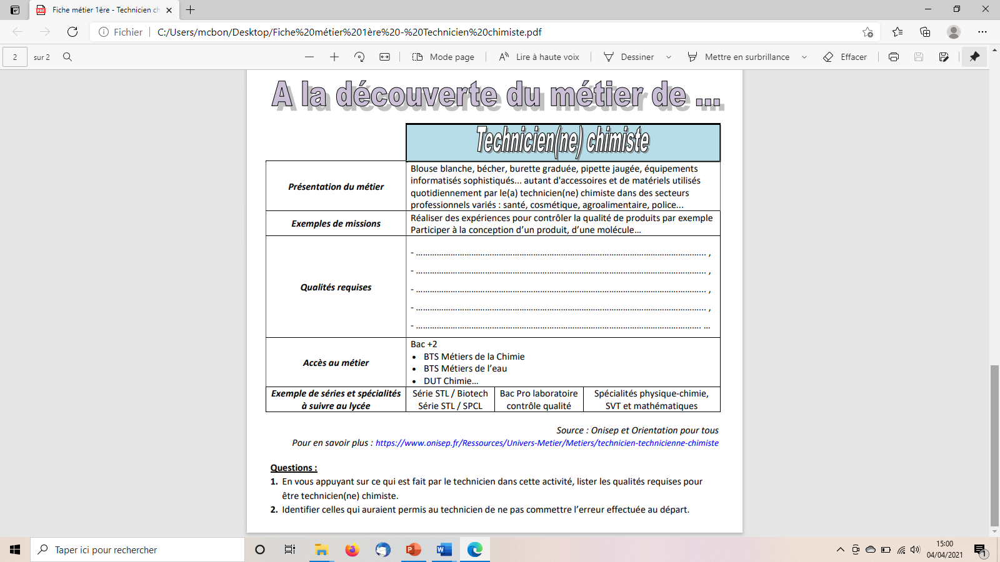 Fiche métier 1ère - Technicien ch
Fichier
C:/Users/mcbon/Desktop/Fiche%20métier%201ère%20-%20Technicien%20chimiste.pdf
2 sur 2
Mode page
Lire à haute voix
Dessiner
Mettre en surbrillance
Effacer
A la découverte du métier de ...
Technicien(ne) chimiste
Présentation du métier
Blouse blanche, bécher, burette graduée, pipette jaugée, équipements
informatisés sophistiqués... autant d'accessoires et de matériels utilisés
quotidiennement par le(a) technicien(ne) chimiste dans des secteurs
professionnels variés : santé, cosmétique, agroalimentaire, police...
Exemples de missions
Réaliser des expériences pour contrôler la qualité de produits par exemple
Participer à la conception d’un produit, d’une molécule…
Qualités requises
- ………………………………………………………………………………………………………………... ,
- ………………………………………………………………………………………………………………... ,
- ………………………………………………………………………………………………………………... ,
- ………………………………………………………………………………………………………………... ,
- ………………………………………………………………………………………………………………. …
Accès au métier
Bac +2
• BTS Métiers de la Chimie
• BTS Métiers de l’eau
• DUT Chimie…
Exemple de séries et spécialités
à suivre au lycée
Série STL / Biotech
Série STL / SPCL
Bac Pro laboratoire
contrôle qualité
Spécialités physique-chimie,
SVT et mathématiques
Source : Onisep et Orientation pour tous
Pour en savoir plus : https://www.onisep.fr/Ressources/Univers-Metier/Metiers/technicien-technicienne-chimiste
Questions :
1. En vous appuyant sur ce qui est fait par le technicien dans cette activité, lister les qualités requises pour
être technicien(ne) chimiste.
2. Identifier celles qui auraient permis au technicien de ne pas commettre l’erreur effectuée au départ.
Taper ici pour rechercher
15:00
04/04/2021
1